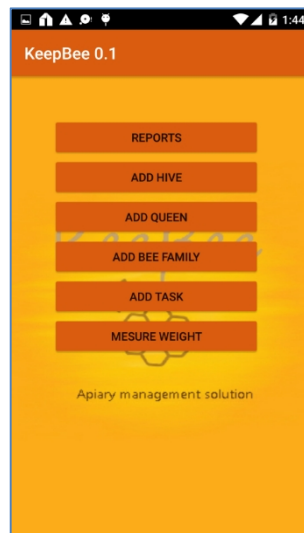 1:44
KeepBee 0.1
REPORTS
ADD HIVE
ADD QUEEN
KeepBee
ADD BEE FAMILY
ADD TASK
MESURE WEIGHT
Apiary management solution